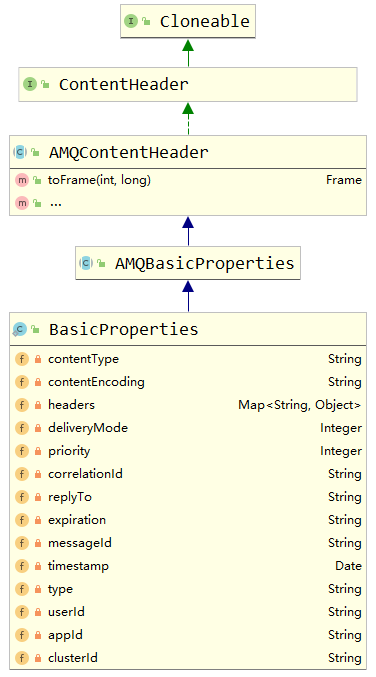 I Cloneable
I ContentHeader
C AMQContentHeader
m toFrame(int, long) Frame
m ...
C AMQBasicProperties
C BasicProperties
f contentType String
f contentEncoding String
f headers Map<String, Object>
f deliveryMode Integer
f priority Integer
f correlationId String
f replyTo String
f expiration String
f messageId String
f timestamp Date
f type String
f userId String
f appId String
f clusterId String